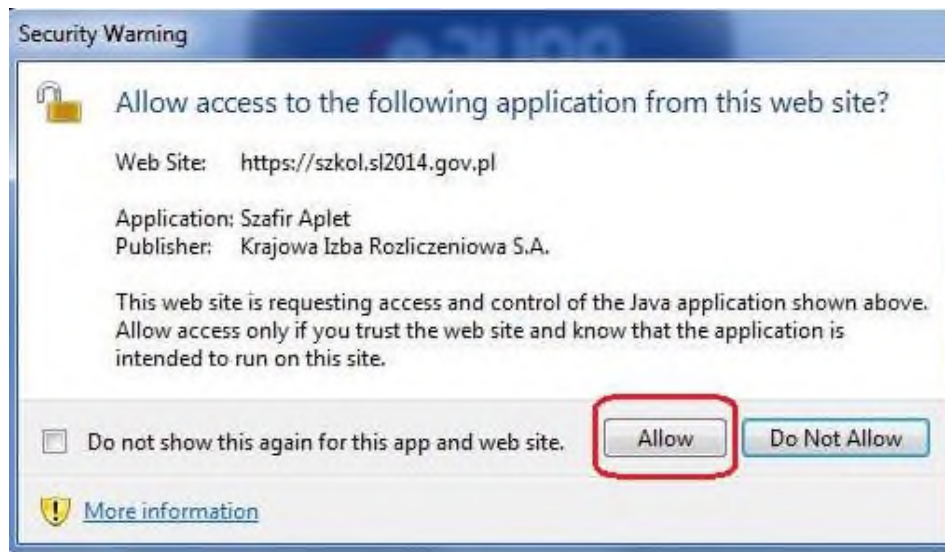 Security Warning
Allow access to the following application from this web site?
Web Site: https://szkol.sl2014.gov.pl
Application: Szafir Aplet
Publisher: Krajowa Izba Rozliczeniowa S.A.
This web site is requesting access and control of the Java application shown above.
Allow access only if you trust the web site and know that the application is
intended to run on this site.
Do not show this again for this app and web site. Allow Do Not Allow
More information